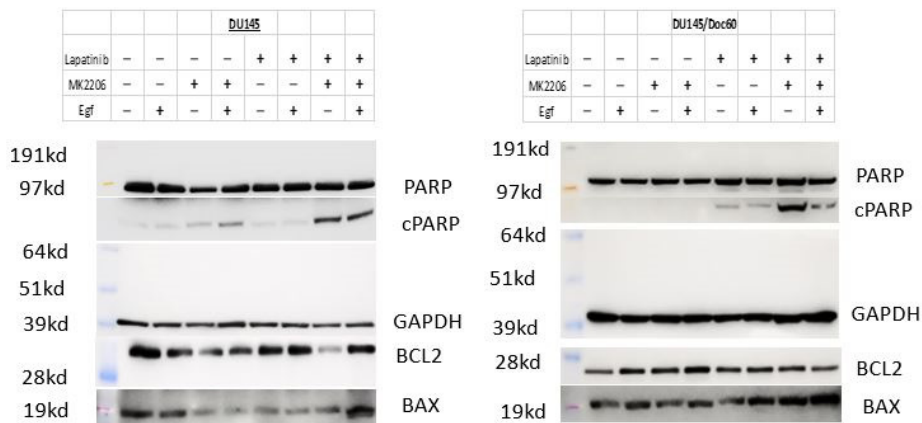 DU145
Lapatinib − − − − + + + +
MK2206 − − + + − − + +
Egf − + − + − + − +
191kd
97kd
PARP
cPARP
64kd
51kd
39kd
GAPDH
BCL2
28kd
19kd
BAX
DU145/Doc60
Lapatinib − − − − + + + +
MK2206 − − + + − − + +
Egf − + − + − + − +
191kd
PARP
97kd
cPARP
64kd
51kd
GAPDH
39kd
28kd
BCL2
19kd
BAX